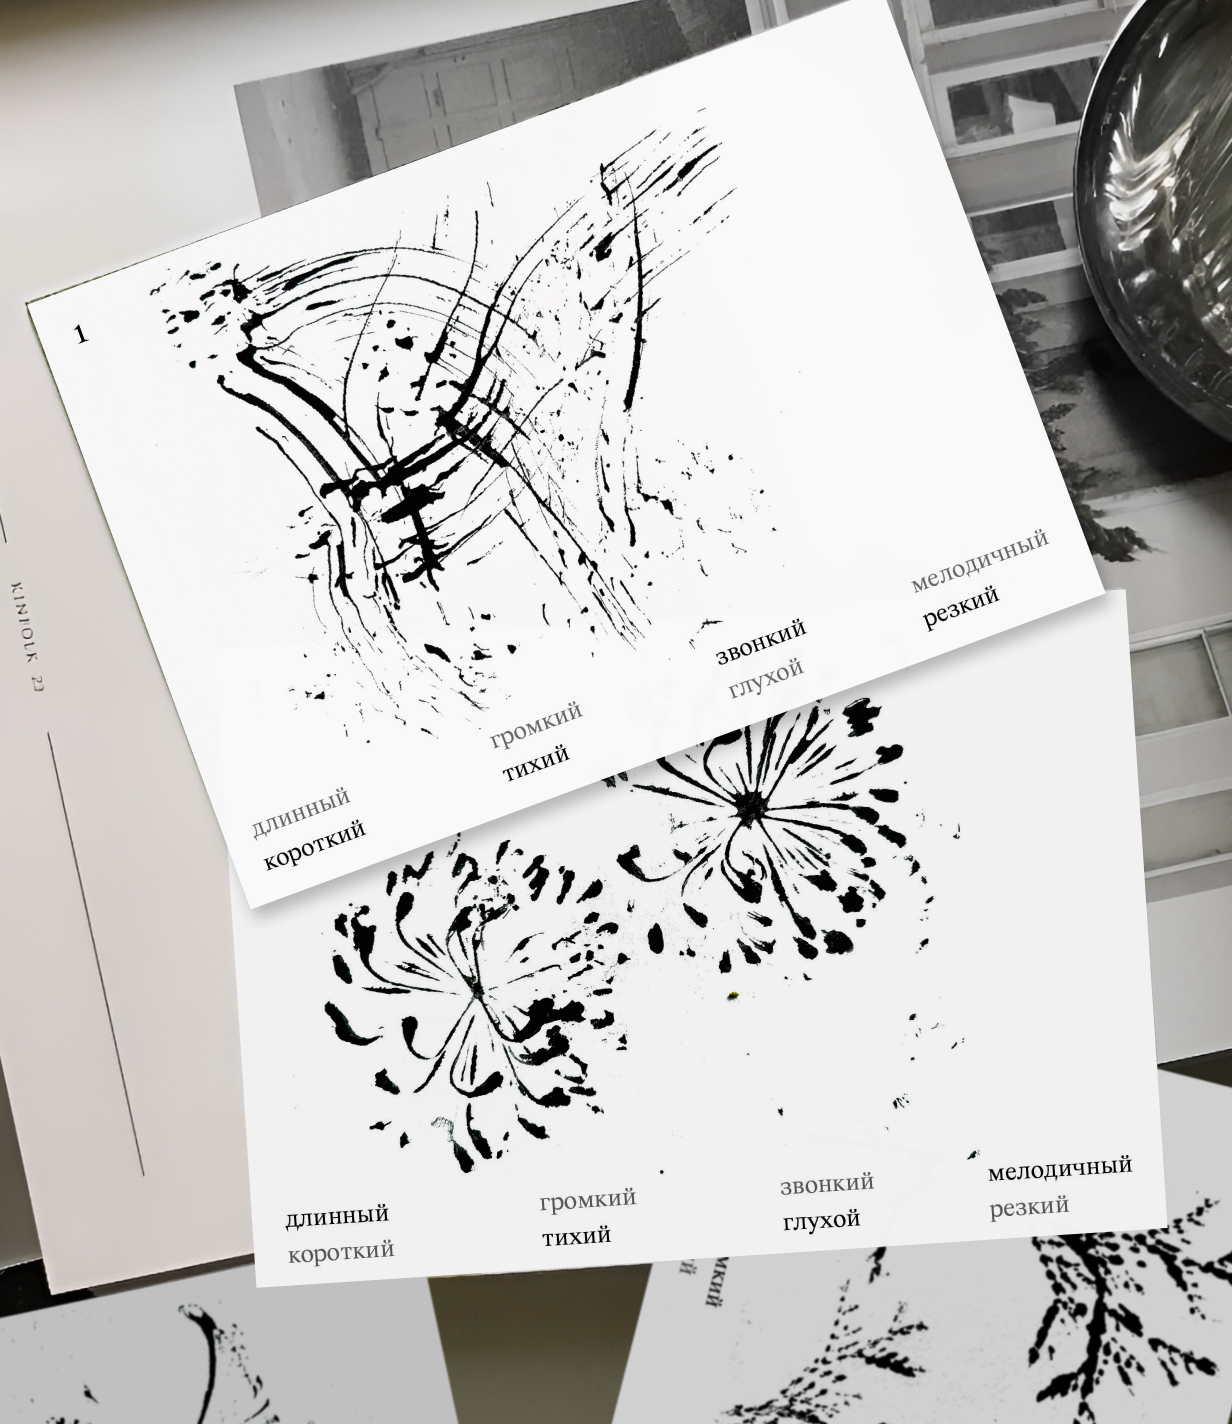 1
длинный
короткий
громкий
тихий
звонкий
глухой
мелодичный
резкий
KINFOLK 23
длинный
короткий
громкий
тихий
звонкий
глухой
мелодичный
резкий